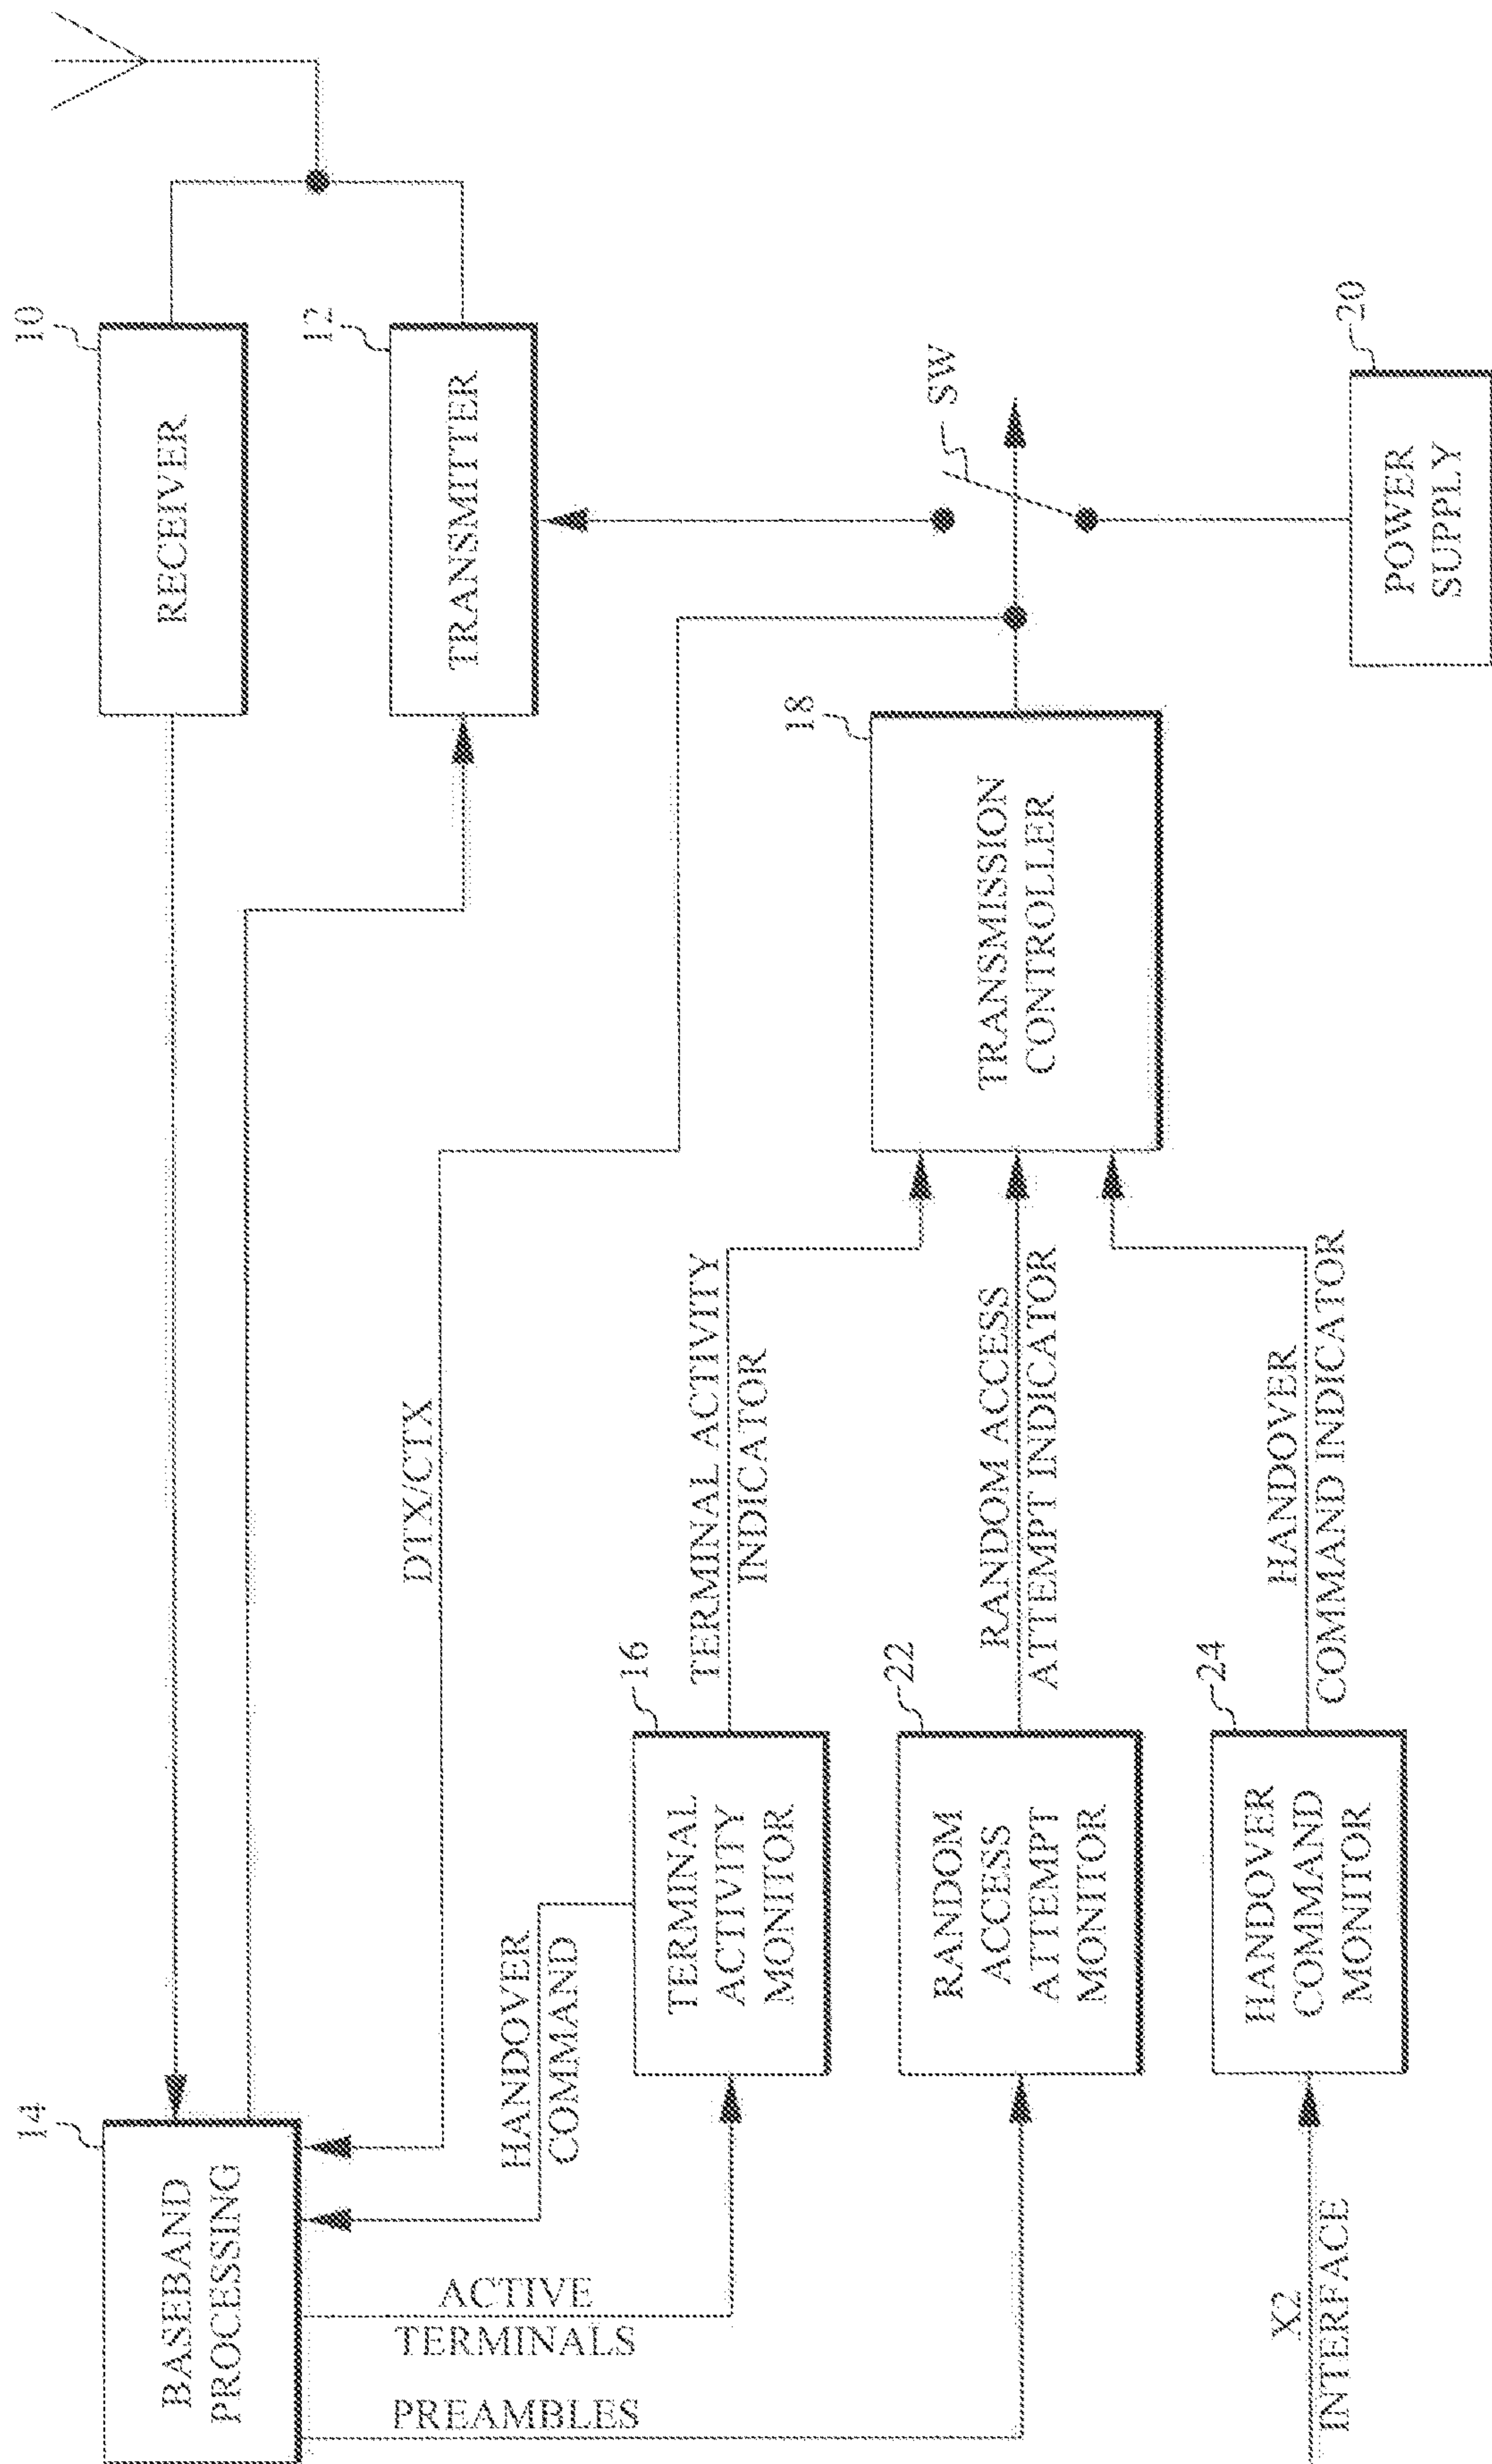 14
BASEBAND
PROCESSING
10
RECEIVER
12
TRANSMITTER
HANDOVER
COMMAND
DTX/CTX
ACTIVE
TERMINALS
PREAMBLES
16
TERMINAL
ACTIVITY
MONITOR
TERMINAL ACTIVITY
INDICATOR
18
TRANSMISSION
CONTROLLER
SW
22
RANDOM
ACCESS
ATTEMPT
MONITOR
RANDOM ACCESS
ATTEMPT INDICATOR
X2
INTERFACE
24
HANDOVER
COMMAND
MONITOR
HANDOVER
COMMAND INDICATOR
20
POWER
SUPPLY